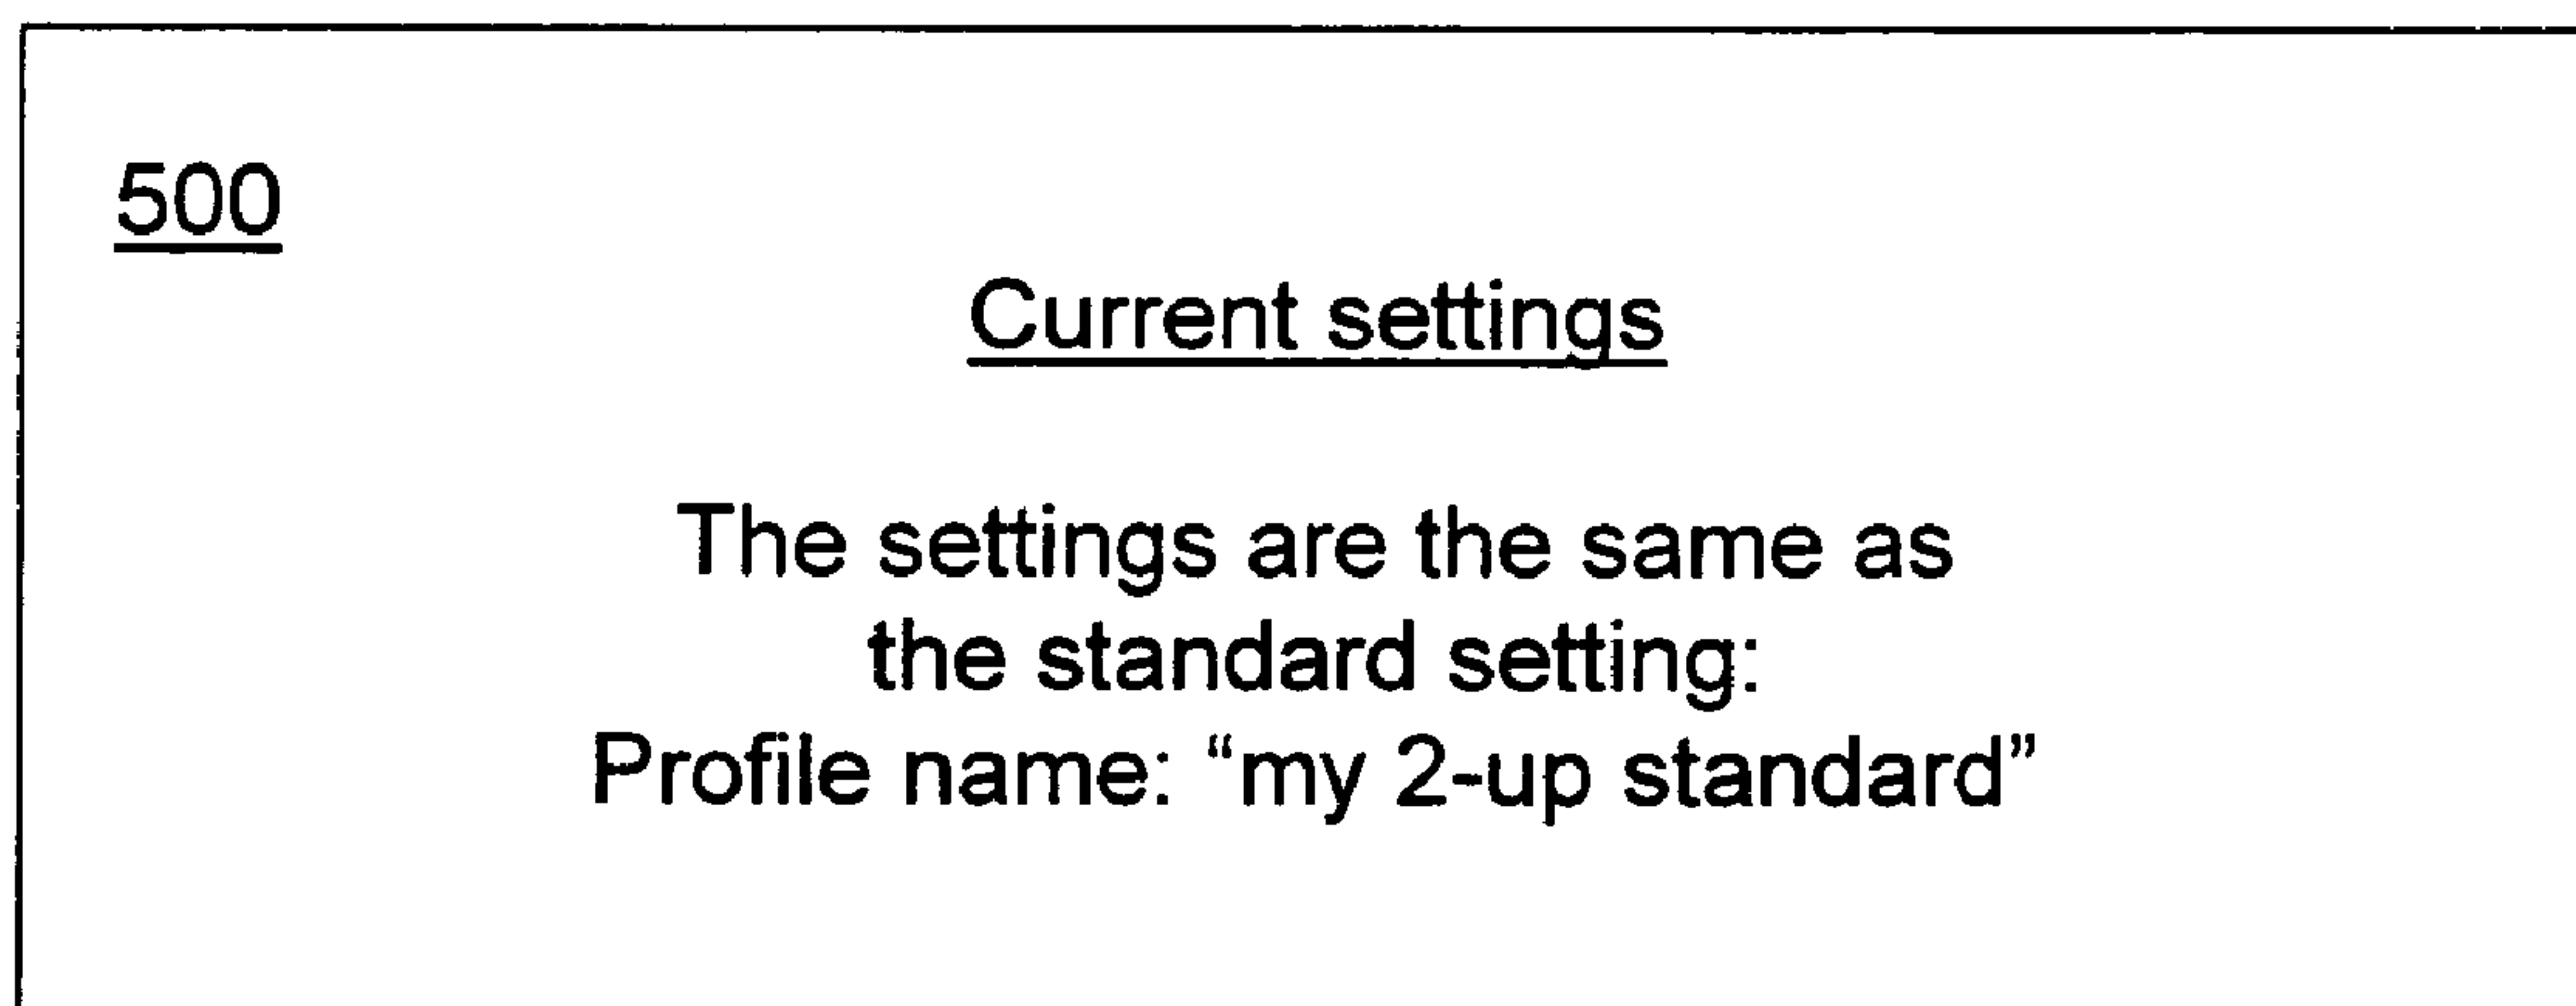 500
Current settings
The settings are the same as
the standard setting:
Profile name: “my 2-up standard”